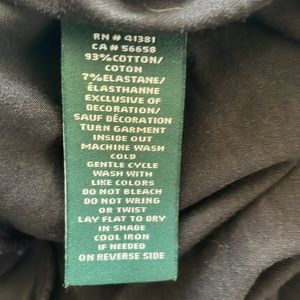 RN # 41381
CA # 56658
93% COTTON/
COTON
7% ELASTANE/
ÉLASTHANNE
EXCLUSIVE OF
DECORATION/
SAUF DÉCORATION
TURN GARMENT
INSIDE OUT
MACHINE WASH
COLD
GENTLE CYCLE
WASH WITH
LIKE COLORS
DO NOT BLEACH
DO NOT WRING
OR TWIST
LAY FLAT TO DRY
IN SHADE
COOL IRON
IF NEEDED
ON REVERSE SIDE